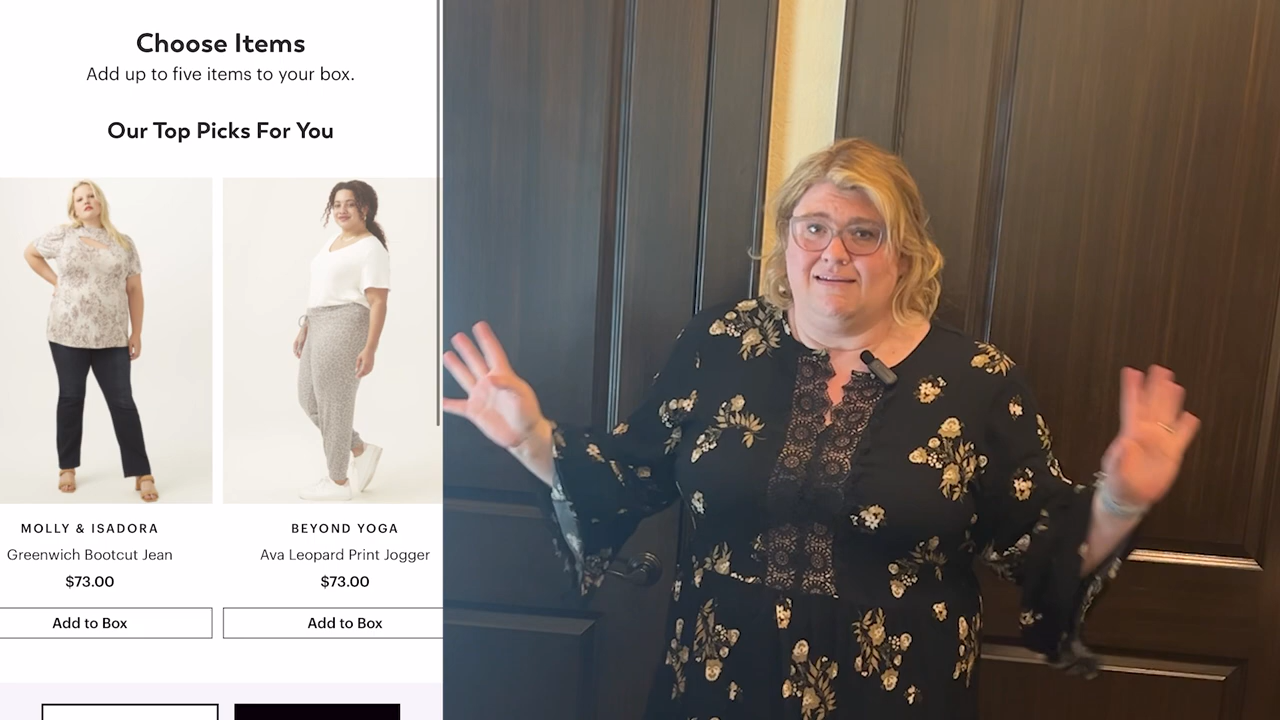 Choose Items
Add up to five items to your box.
Our Top Picks For You
MOLLY & ISADORA
Greenwich Bootcut Jean
$73.00
Add to Box
BEYOND YOGA
Ava Leopard Print Jogger
$73.00
Add to Box